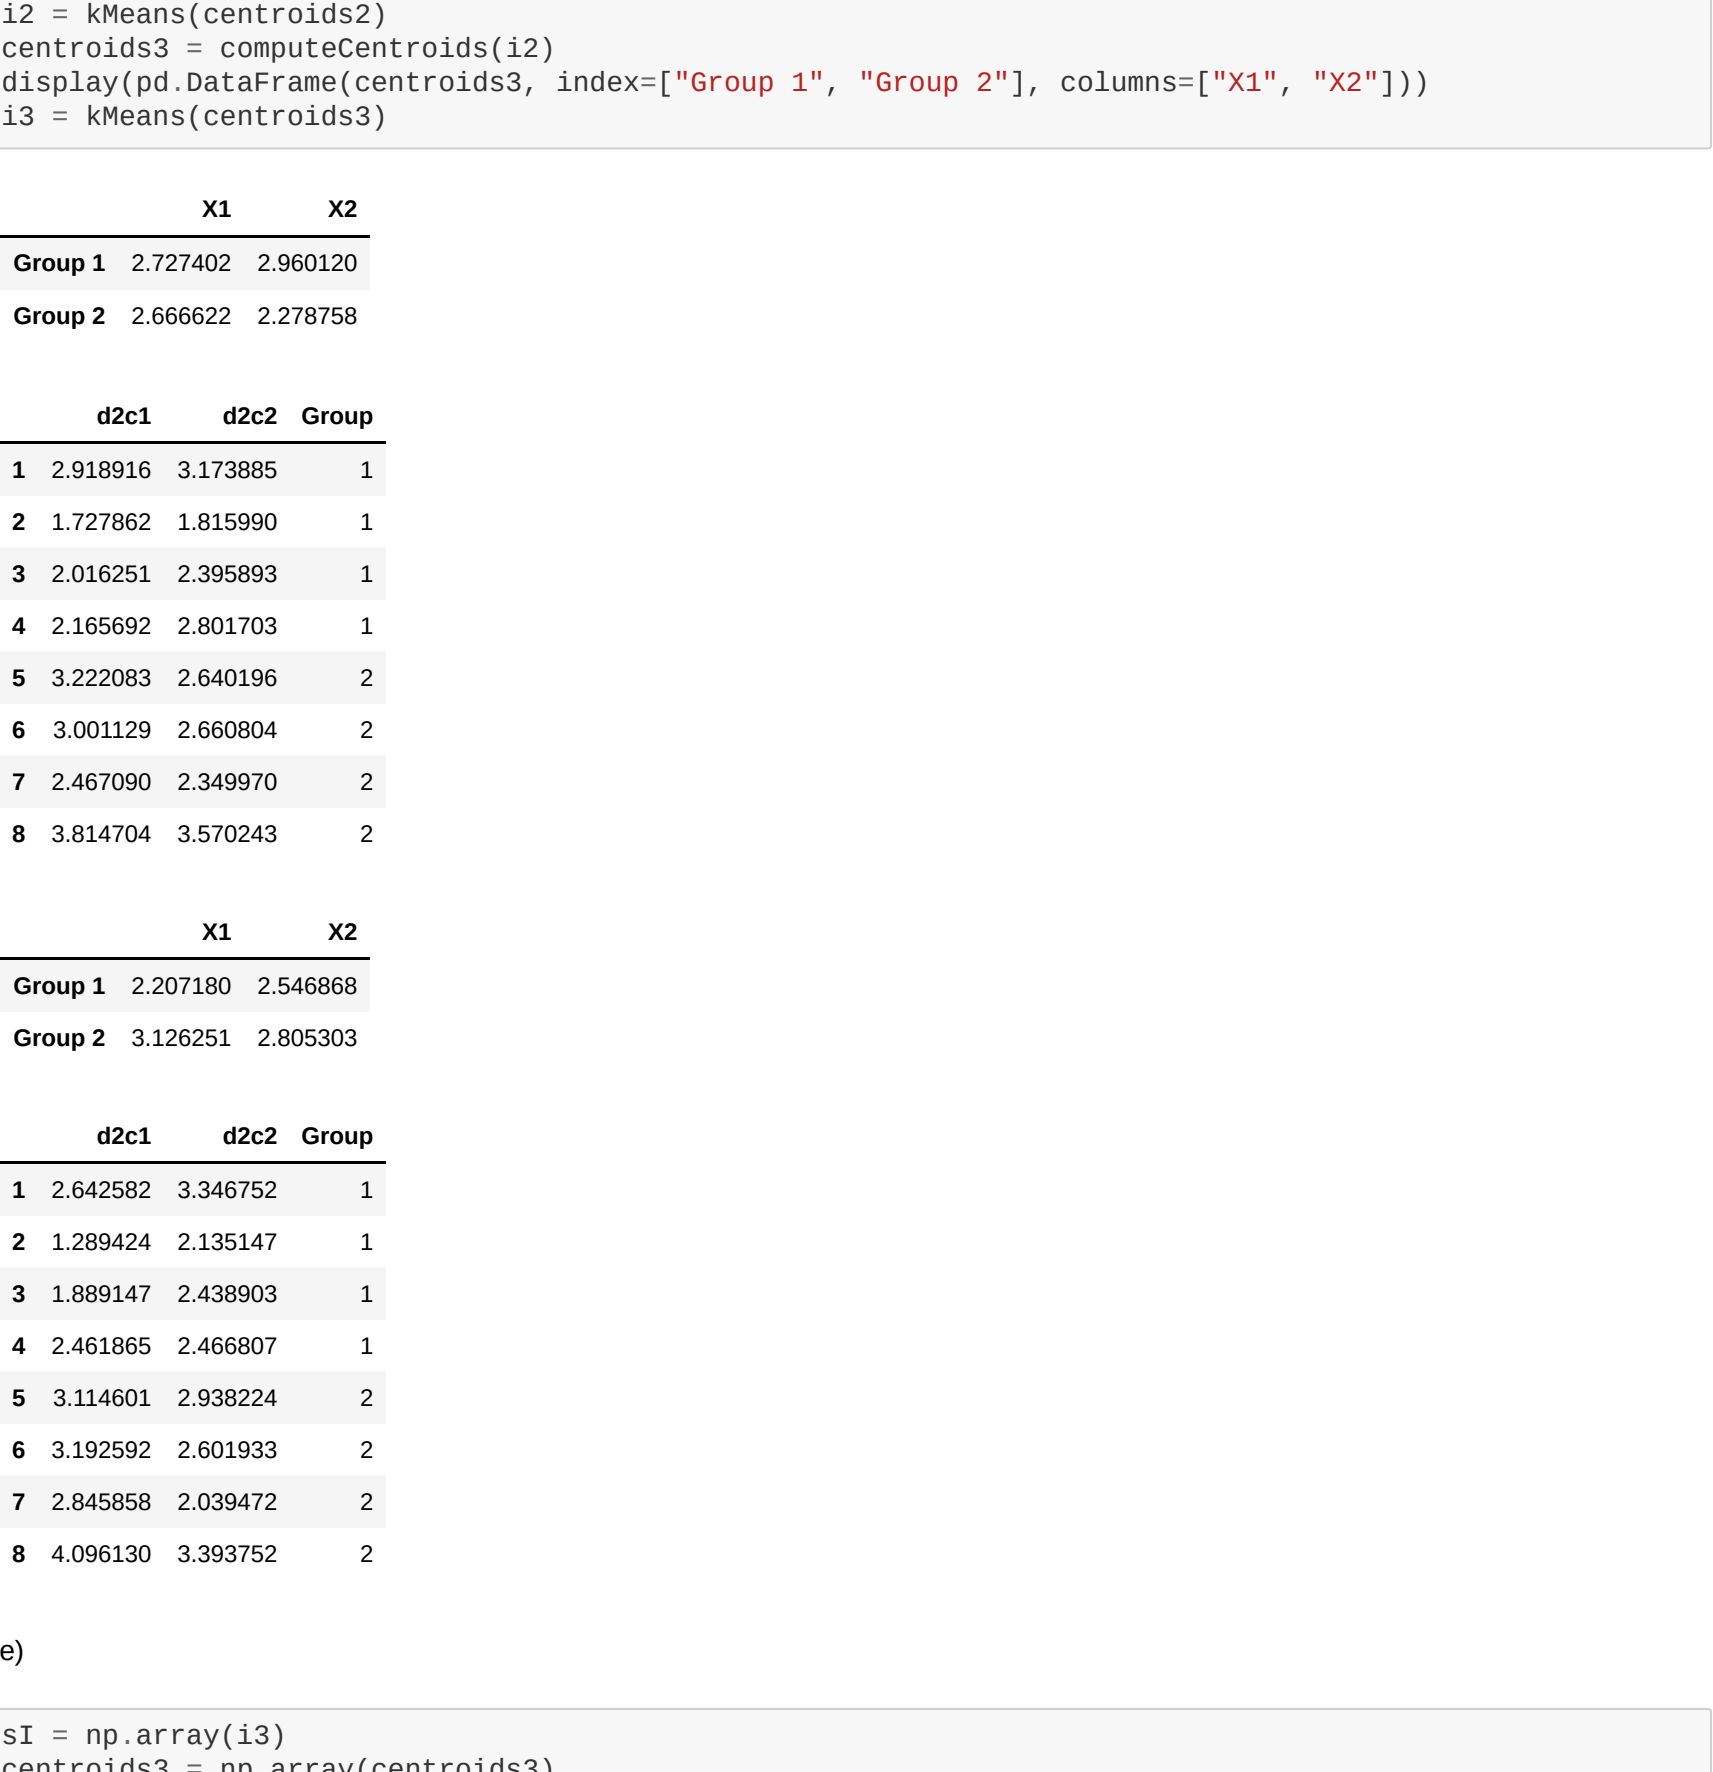 i2 = kMeans(centroids2)
centroids3 = computeCentroids(i2)
display(pd.DataFrame(centroids3, index=["Group 1", "Group 2"], columns=["X1", "X2"]))
i3 = kMeans(centroids3)
X1 X2
Group 1 2.727402 2.960120
Group 2 2.666622 2.278758
d2c1 d2c2 Group
1 2.918916 3.173885 1
2 1.727862 1.815990 1
3 2.016251 2.395893 1
4 2.165692 2.801703 1
5 3.222083 2.640196 2
6 3.001129 2.660804 2
7 2.467090 2.349970 2
8 3.814704 3.570243 2
X1 X2
Group 1 2.207180 2.546868
Group 2 3.126251 2.805303
d2c1 d2c2 Group
1 2.642582 3.346752 1
2 1.289424 2.135147 1
3 1.889147 2.438903 1
4 2.461865 2.466807 1
5 3.114601 2.938224 2
6 3.192592 2.601933 2
7 2.845858 2.039472 2
8 4.096130 3.393752 2
e)
sI = np.array(i3)
centroids3 = np.array(centroids3)